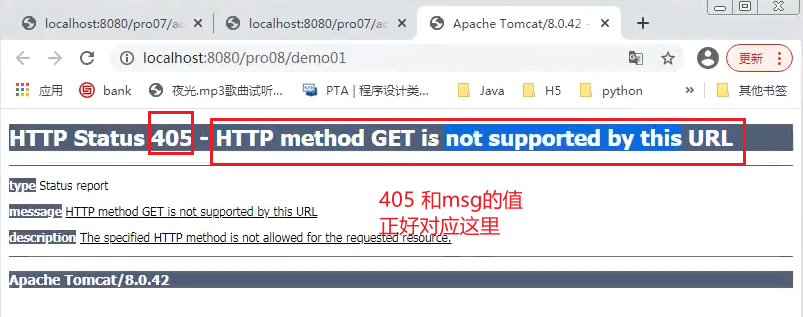 localhost:8080/pro07/ac
localhost:8080/pro07/ac
Apache Tomcat/8.0.42 -
localhost:8080/pro08/demo01
更新
应用
bank
夜光.mp3歌曲试听...
PTA | 程序设计类...
Java
H5
python
»
其他书签
HTTP Status 405 - HTTP method GET is not supported by this URL
type Status report
message HTTP method GET is not supported by this URL
description The specified HTTP method is not allowed for the requested resource.
405 和msg的值
正好对应这里
Apache Tomcat/8.0.42